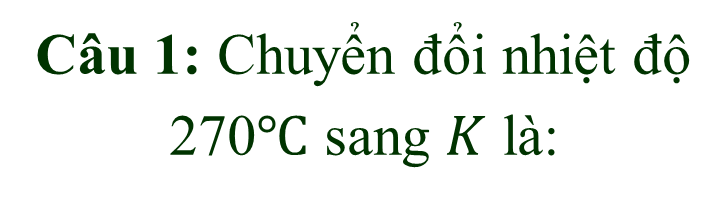 Câu 1: Chuyển đổi nhiệt độ
270°C sang K là: